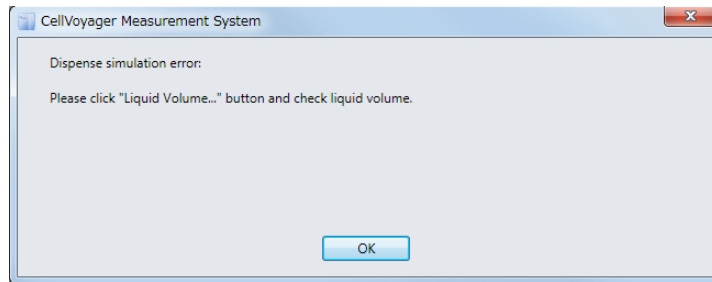 CellVoyager Measurement System
Dispense simulation error:
Please click "Liquid Volume..." button and check liquid volume.
OK